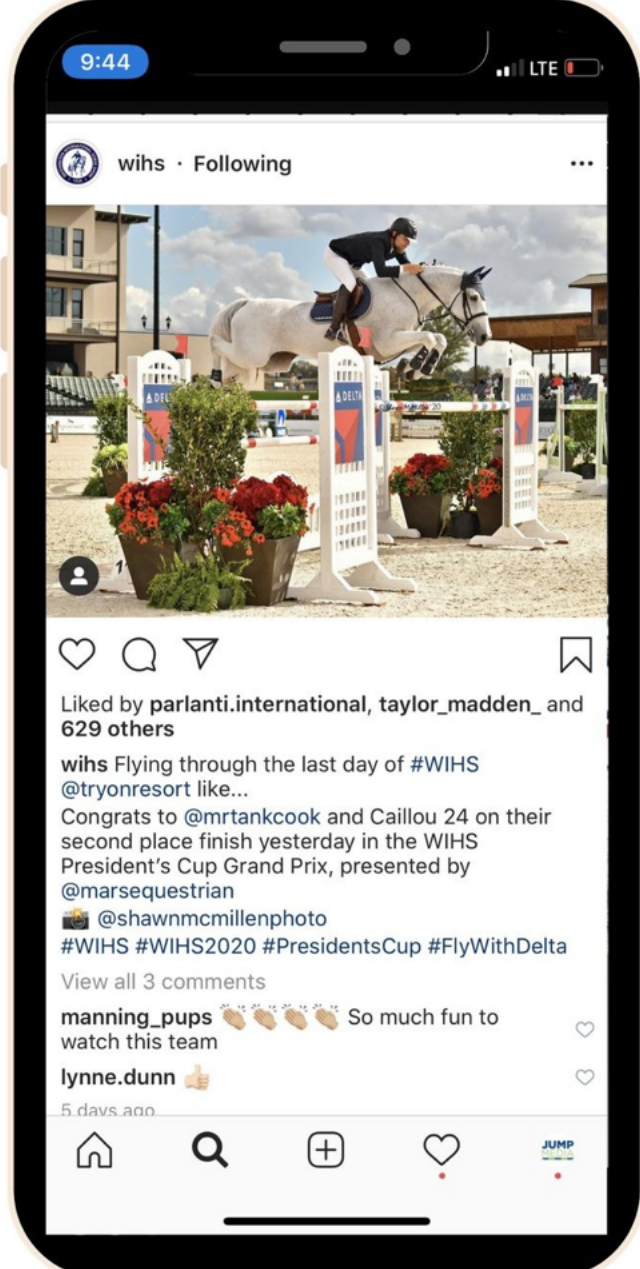 9:44
LTE
wihs · Following
DELTA
DELTA
Liked by parlanti.international, taylor_madden_ and
629 others
wihs Flying through the last day of #WIHS
@tryonresort like...
Congrats to @mrtankcook and Caillou 24 on their
second place finish yesterday in the WIHS
President's Cup Grand Prix, presented by
@marsequestrian
📸 @shawnmcmillenphoto
#WIHS #WIHS2020 #PresidentsCup #FlyWithDelta
View all 3 comments
manning_pups 👏🏼👏🏼👏🏼👏🏼 So much fun to
watch this team
lynne.dunn 👍🏻
5 days ago
JUMP
MEDIA